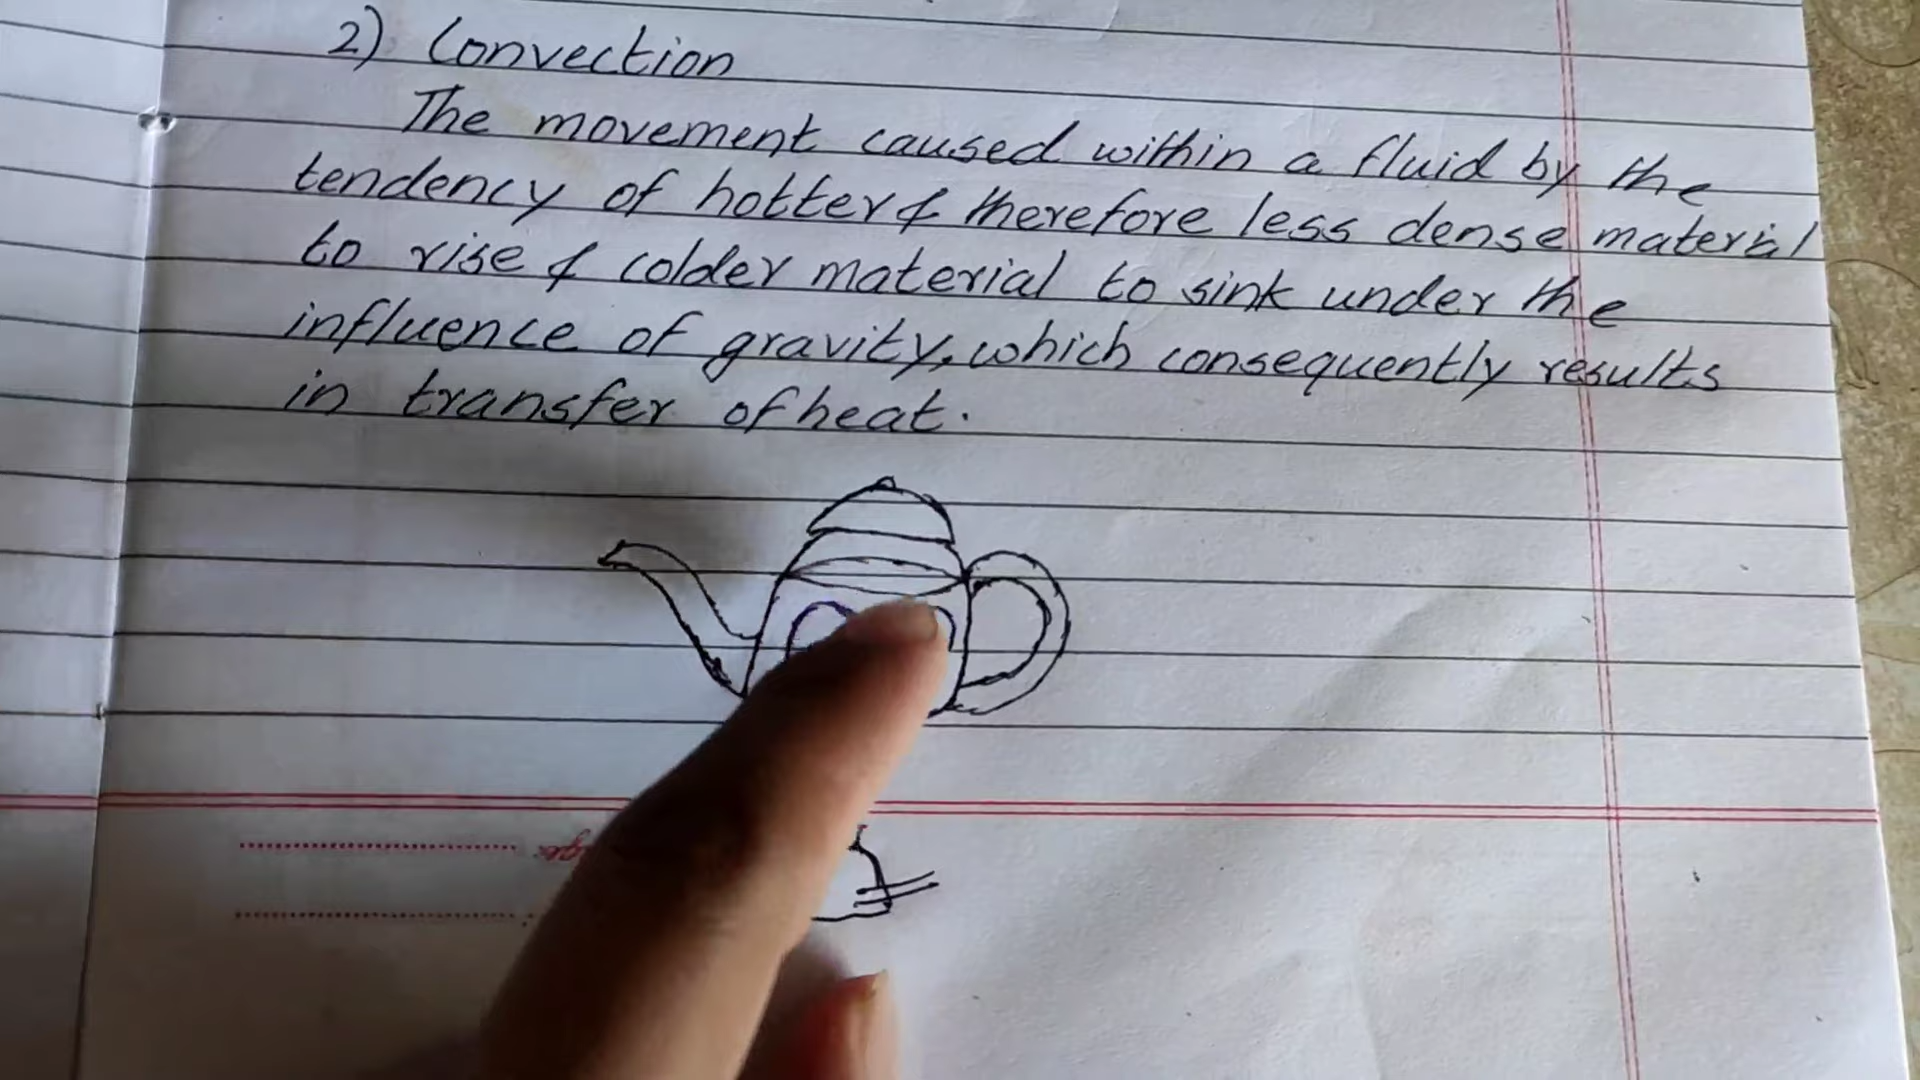 2) Convection
The movement caused within a fluid by the
tendency of hotter & therefore less dense material
to rise & colder material to sink under the
influence of gravity, which consequently results
in transfer of heat.